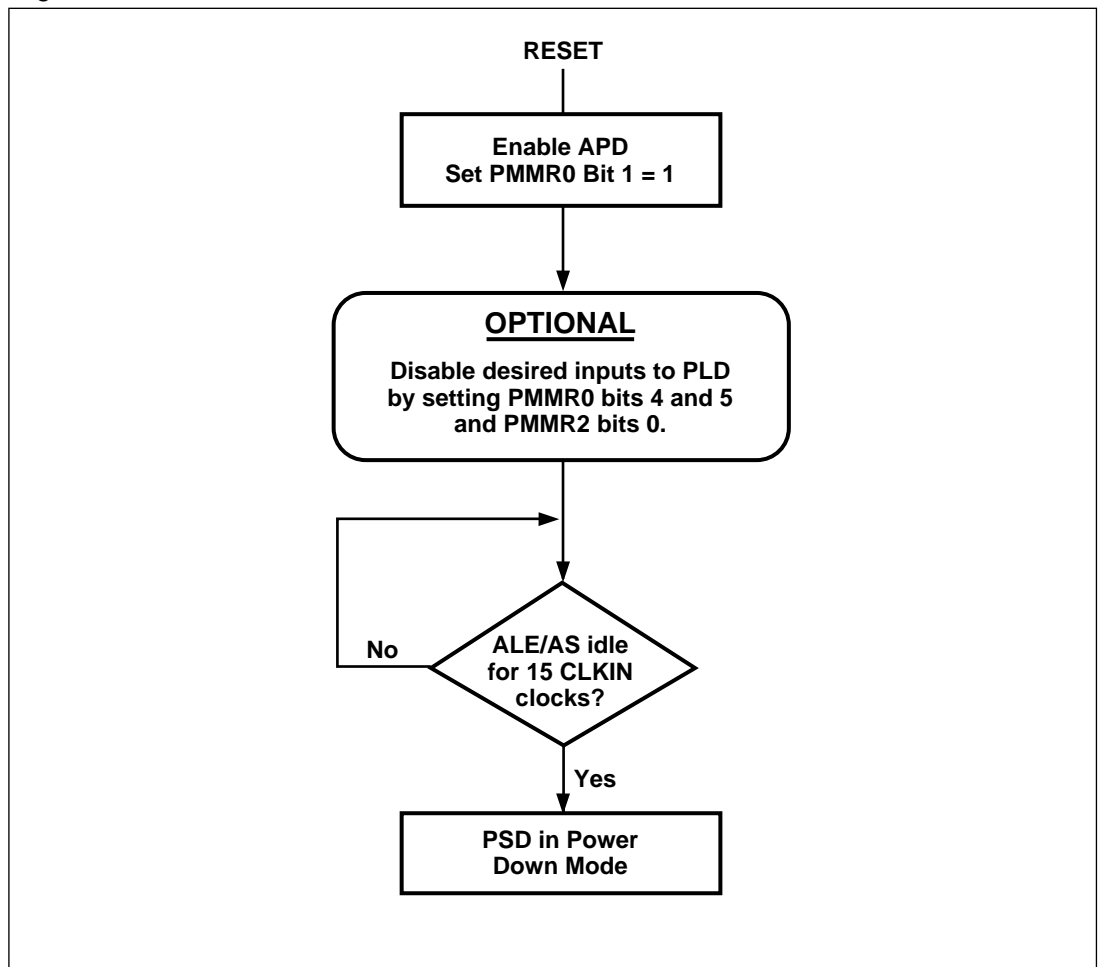 RESET
Enable APD
Set PMMR0 Bit 1 = 1
OPTIONAL
Disable desired inputs to PLD
by setting PMMR0 bits 4 and 5
and PMMR2 bits 0.
No
ALE/AS idle
for 15 CLKIN
clocks?
Yes
PSD in Power
Down Mode